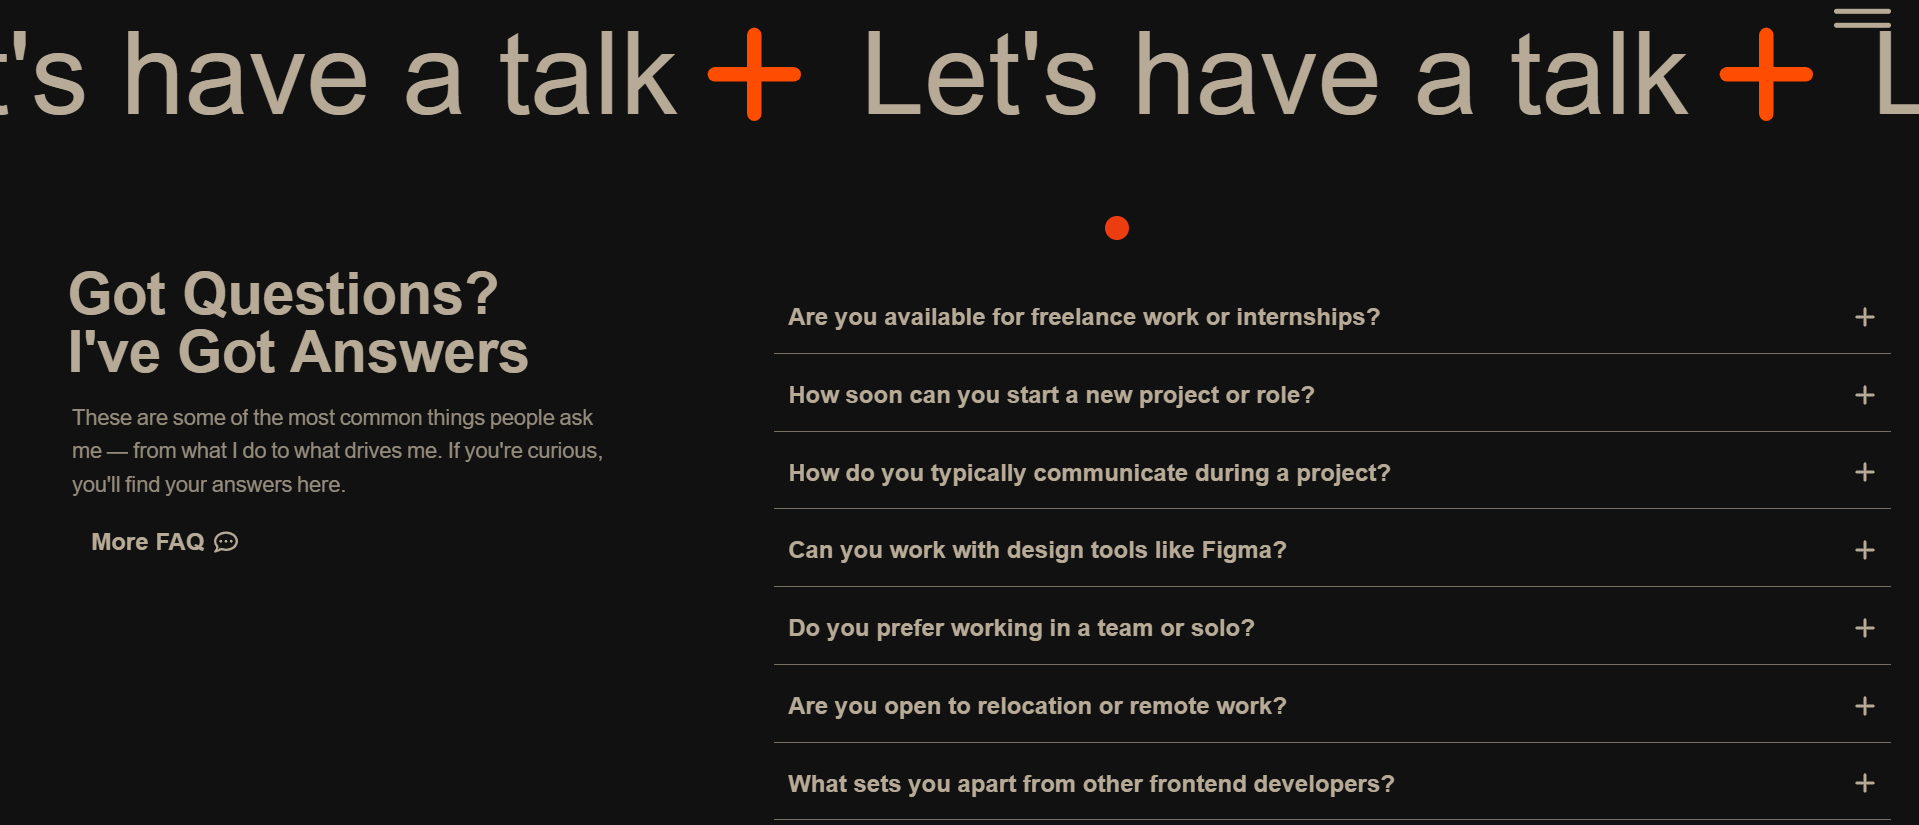 t's have a talk + Let's have a talk + L
Got Questions?
I've Got Answers
These are some of the most common things people ask
me — from what I do to what drives me. If you're curious,
you'll find your answers here.
More FAQ
Are you available for freelance work or internships?
How soon can you start a new project or role?
How do you typically communicate during a project?
Can you work with design tools like Figma?
Do you prefer working in a team or solo?
Are you open to relocation or remote work?
What sets you apart from other frontend developers?